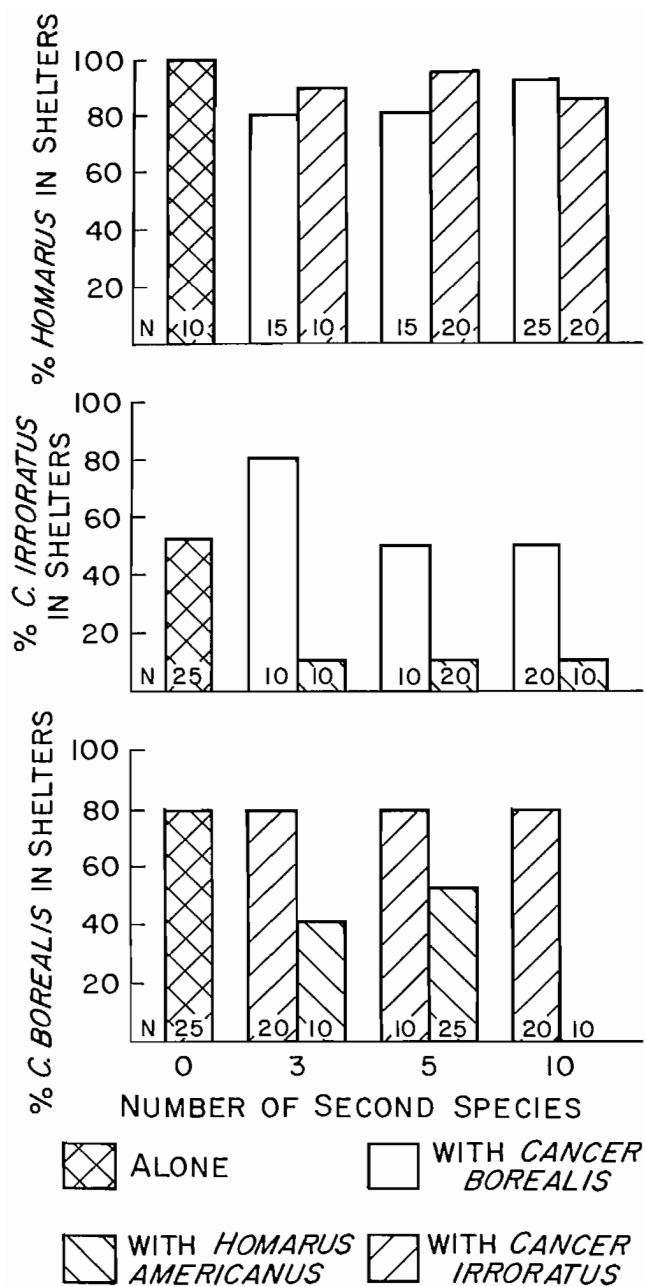 % HOMARUS IN SHELTERS
100
80
60
40
20
N 10 15 10 15 20 25 20
% C. IRRORATUS
IN SHELTERS
100
80
60
40
20
N 25 10 10 10 20 20 10
% C. BOREALIS IN SHELTERS
100
80
60
40
20
N 25 20 10 10 25 20 10
0 3 5 10
NUMBER OF SECOND SPECIES
ALONE
WITH CANCER
BOREALIS
WITH HOMARUS
AMERICANUS
WITH CANCER
IRRORATUS